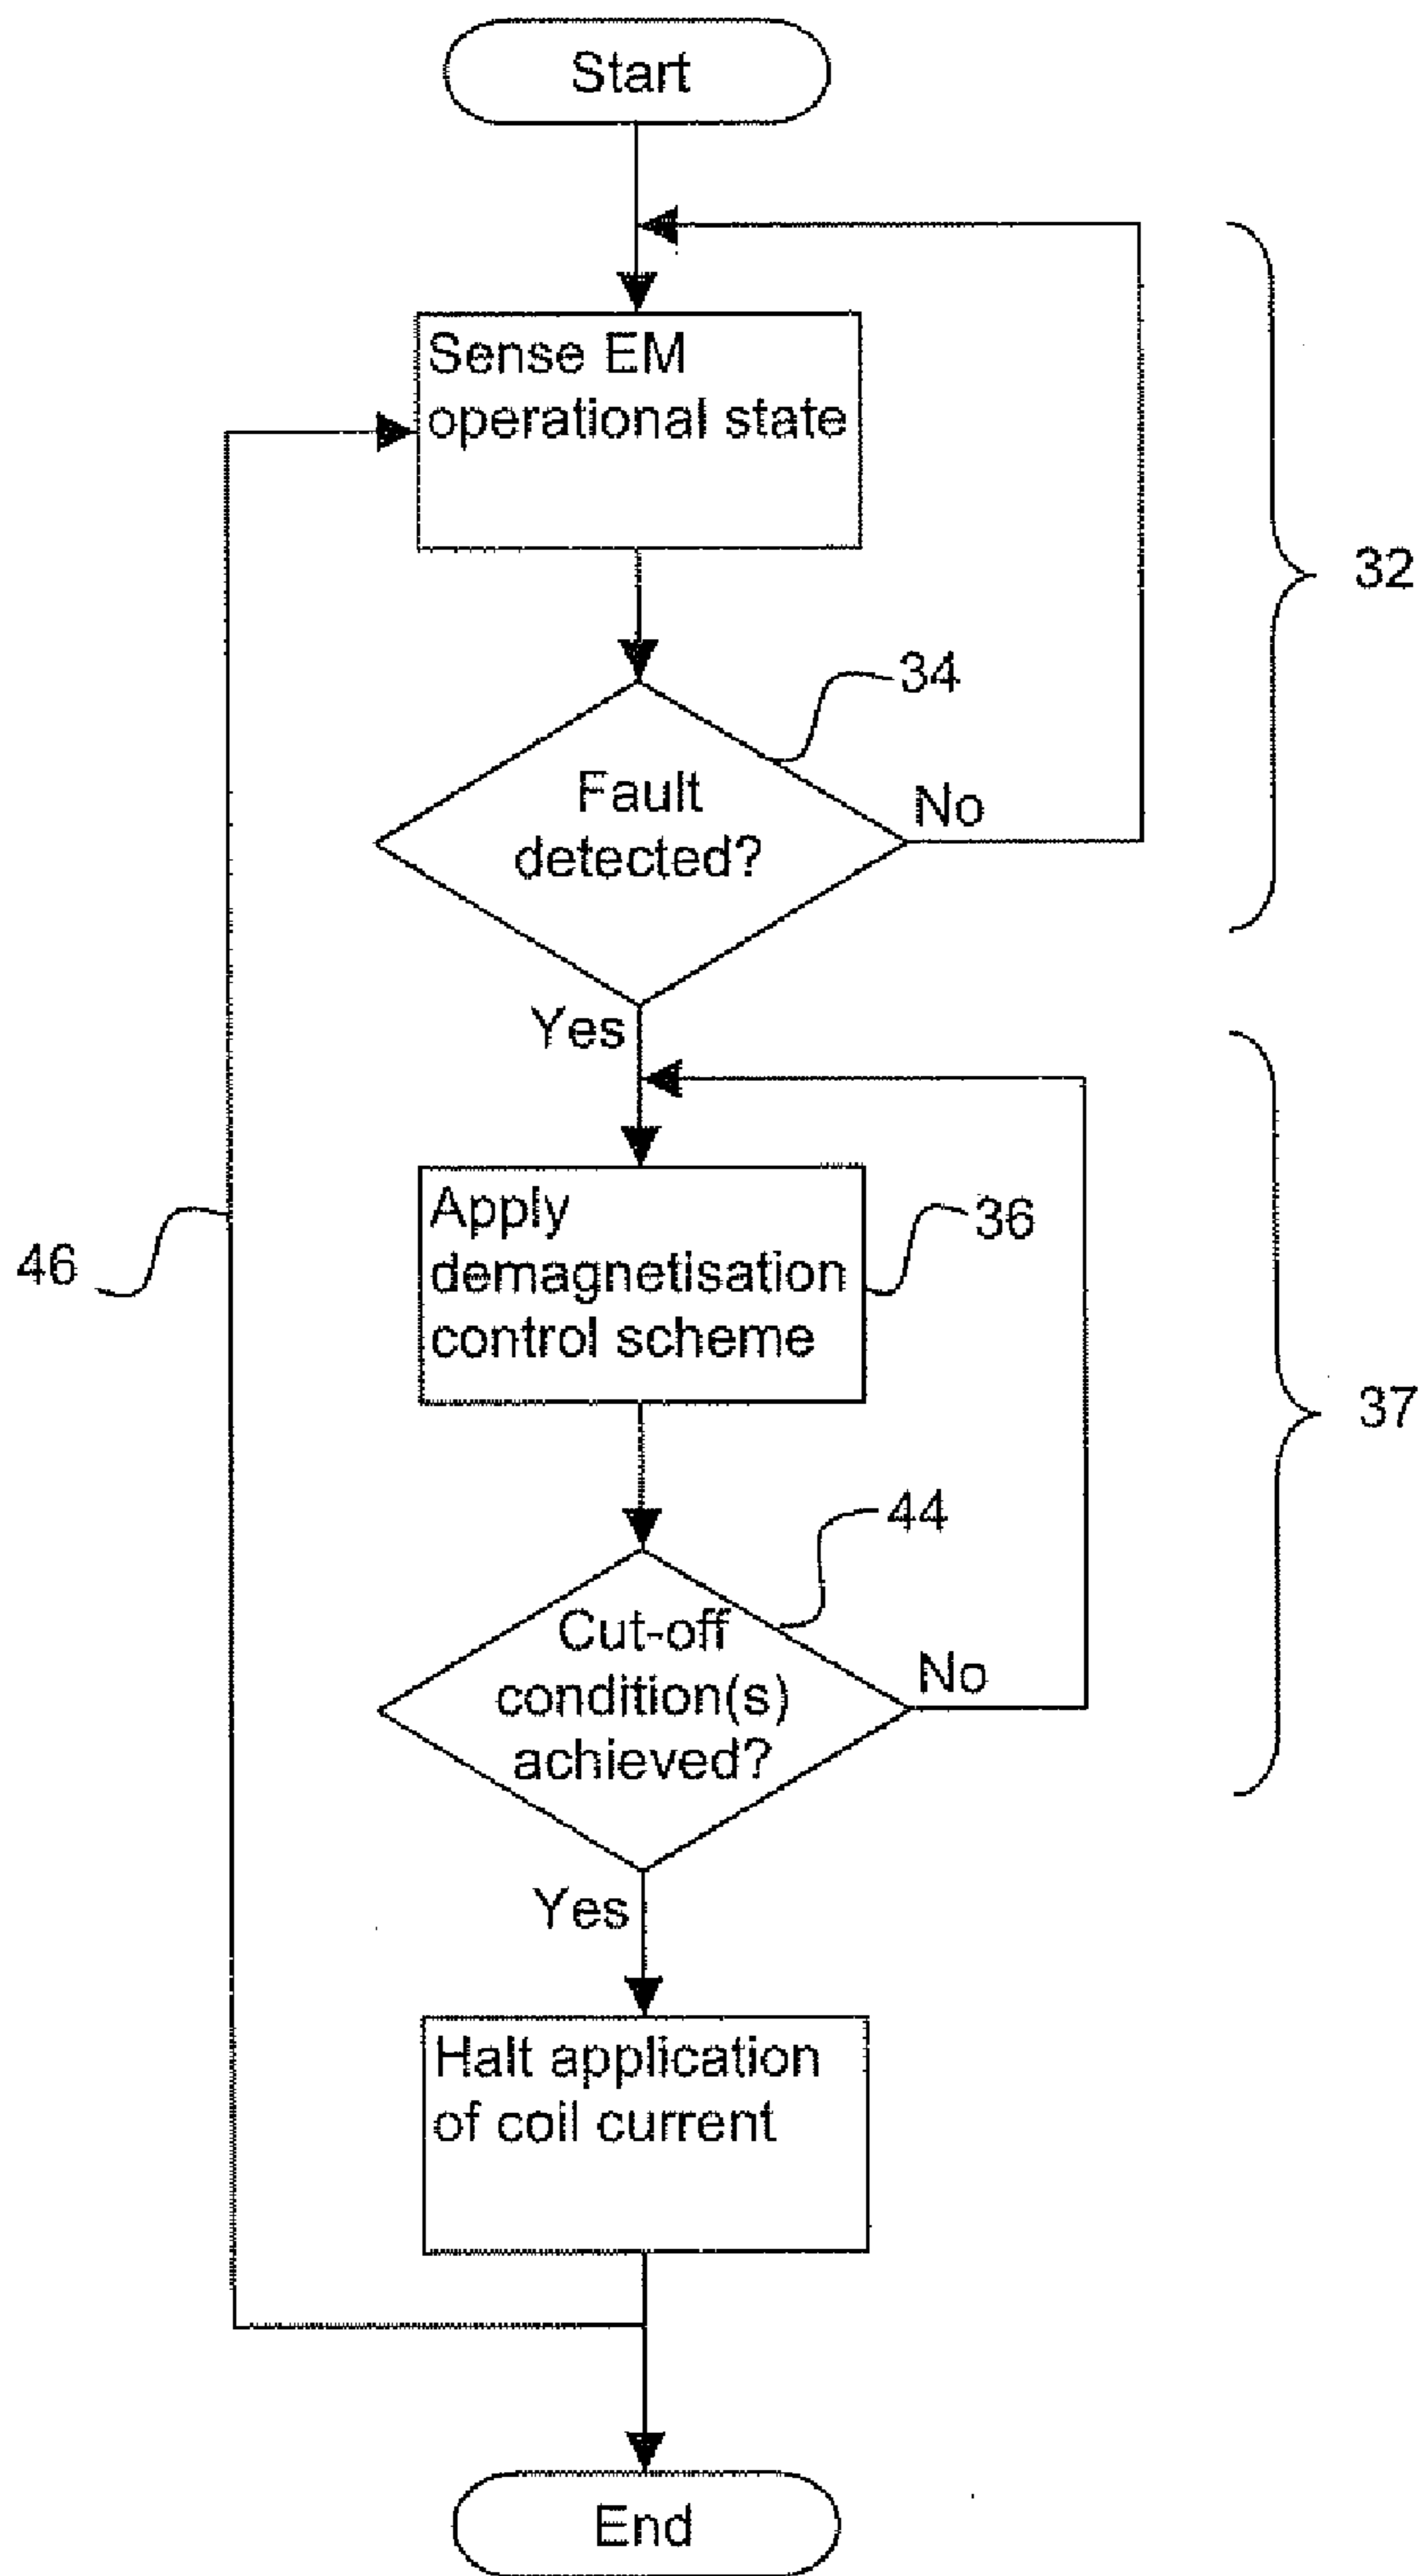 Start
Sense EM
operational state
32
34
Fault
detected?
No
Yes
Apply
demagnetisation
control scheme
36
46
37
44
Cut-off
condition(s)
achieved?
No
Yes
Halt application
of coil current
End